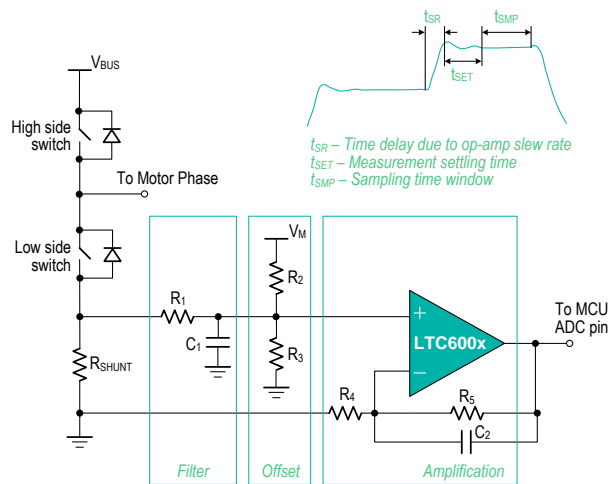 tSR
tSMP
tSET
VBUS
High side
switch
tSR – Time delay due to op-amp slew rate
tSET – Measurement settling time
tSMP – Sampling time window
To Motor Phase
Low side
switch
VM
R2
R1
C1
R3
+
LTC600x
–
To MCU
ADC pin
RSHUNT
R4
R5
C2
Filter
Offset
Amplification